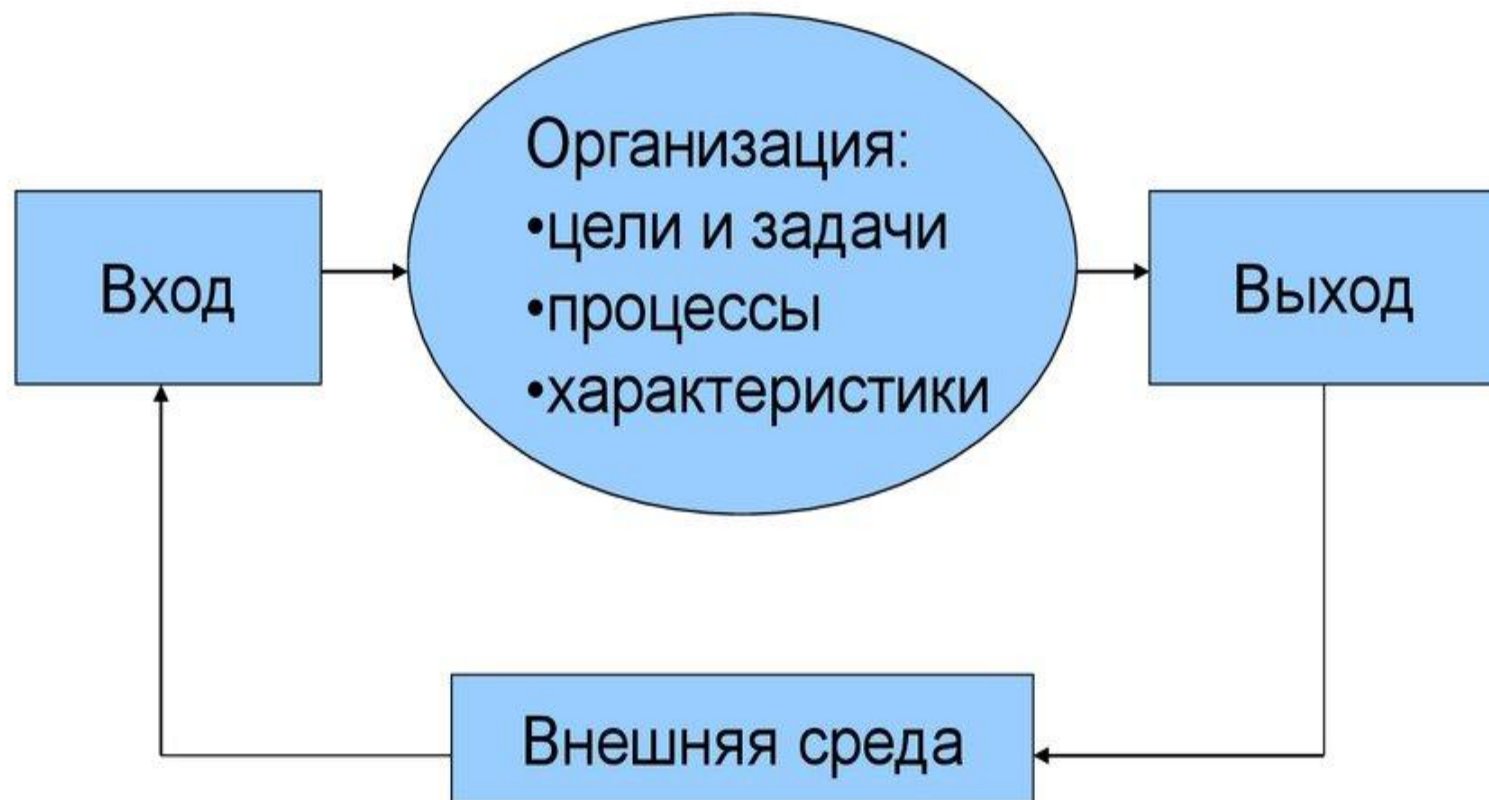 Организация:
•цели и задачи
•процессы
•характеристики
Вход
Выход
Внешняя среда